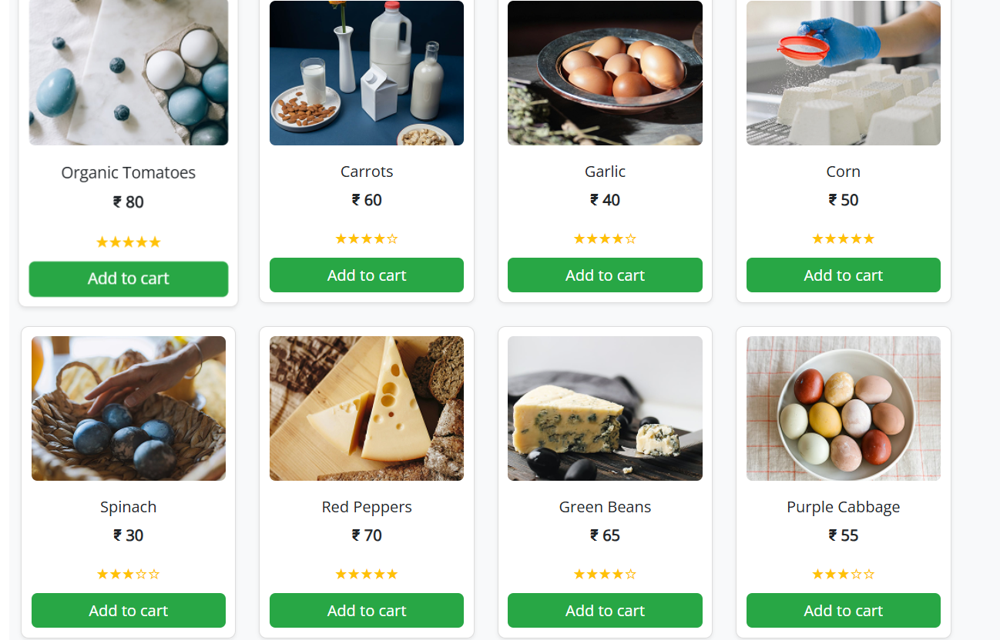 Organic Tomatoes
₹ 80
★★★★★
Add to cart
Carrots
₹ 60
★★★★☆
Add to cart
Garlic
₹ 40
★★★★☆
Add to cart
Corn
₹ 50
★★★★★
Add to cart
Spinach
₹ 30
★★★☆☆
Add to cart
Red Peppers
₹ 70
★★★★★
Add to cart
Green Beans
₹ 65
★★★★☆
Add to cart
Purple Cabbage
₹ 55
★★★☆☆
Add to cart